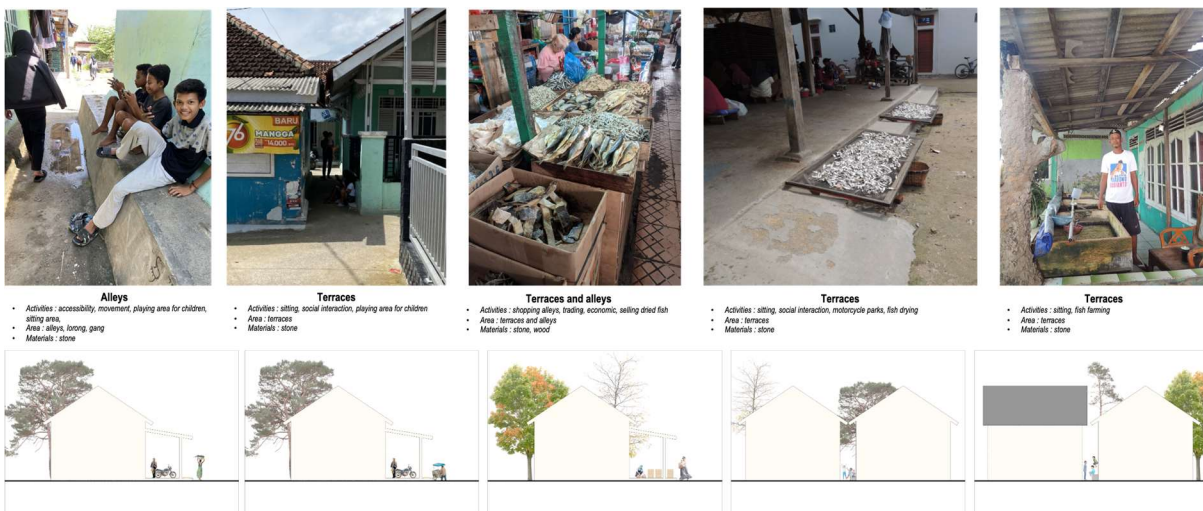 76
BARU
MANGGA
14.000
Alleys
• Activities : accessibility, movement, playing area for children, sitting area,
• Area : alleys, lorong, gang
• Materials : stone
Terraces
• Activities : sitting, social interaction, playing area for children
• Area : terraces
• Materials : stone
Terraces and alleys
• Activities : shopping alleys, trading, economic, selling dried fish
• Area : terraces and alleys
• Materials : stone, wood
Terraces
• Activities : sitting, social interaction, motorcycle parks, fish drying
• Area : terraces
• Materials : stone
Terraces
• Activities : sitting, fish farming
• Area : terraces
• Materials : stone